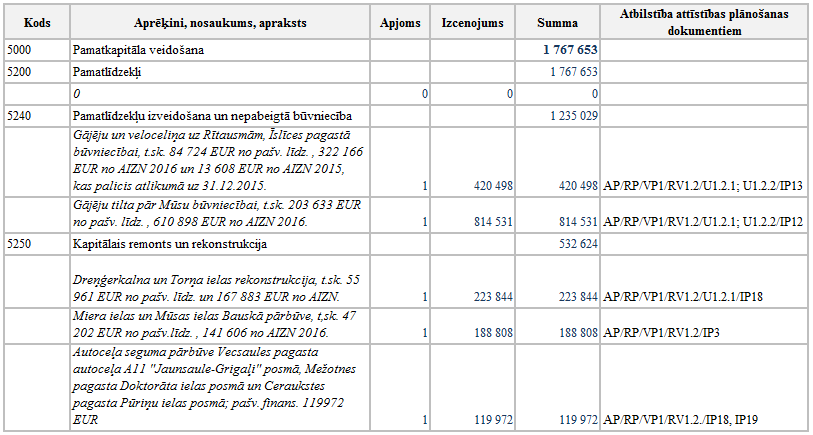 Kods Aprēķini, nosaukums, apraksts Apjoms Izcenojums Summa Atbilstība attīstības plānošanas
dokumentiem
5000 Pamatkapitāla veidošana 1 767 653
5200 Pamatlīdzekļi 1 767 653
0 0 0 0
5240 Pamatlīdzekļu izveidošana un nepabeigtā būvniecība 1 235 029
Gājēju un veloceliņa uz Rītausmām, Īslīces pagastā
būvniecībai, t.sk. 84 724 EUR no pašv. līdz. , 322 166
EUR no AIZN 2016 un 13 608 EUR no AIZN 2015,
kas palicis atlikumā uz 31.12.2015. 1 420 498 420 498 AP/RP/VP1/RV1.2/U1.2.1; U1.2.2/IP13
Gājēju tilta pār Mūsu būvniecībai, t.sk. 203 633 EUR
no pašv. līdz. , 610 898 EUR no AIZN 2016. 1 814 531 814 531 AP/RP/VP1/RV1.2/U1.2.1; U1.2.2/IP12
5250 Kapitālais remonts un rekonstrukcija 532 624
Dreņģerkalna un Torņa ielas rekonstrukcija, t.sk. 55
961 EUR no pašv. līdz. un 167 883 EUR no AIZN. 1 223 844 223 844 AP/RP/VP1/RV1.2/U1.2.1/IP18
Miera ielas un Mūsas ielas Bauskā pārbūve, t,sk. 47
202 EUR no pašv.līdz. , 141 606 no AIZN 2016. 1 188 808 188 808 AP/RP/VP1/RV1.2/IP3
Autoceļa seguma pārbūve Vecsaules pagasta
autoceļa A11 "Jaunsaule-Grigaļi" posmā, Mežotnes
pagasta Doktorāta ielas posmā un Ceraukstes
pagasta Pūriņu ielas posmā; pašv. finans. 119972
EUR 1 119 972 119 972 AP/RP/VP1/RV1.2./IP18, IP19